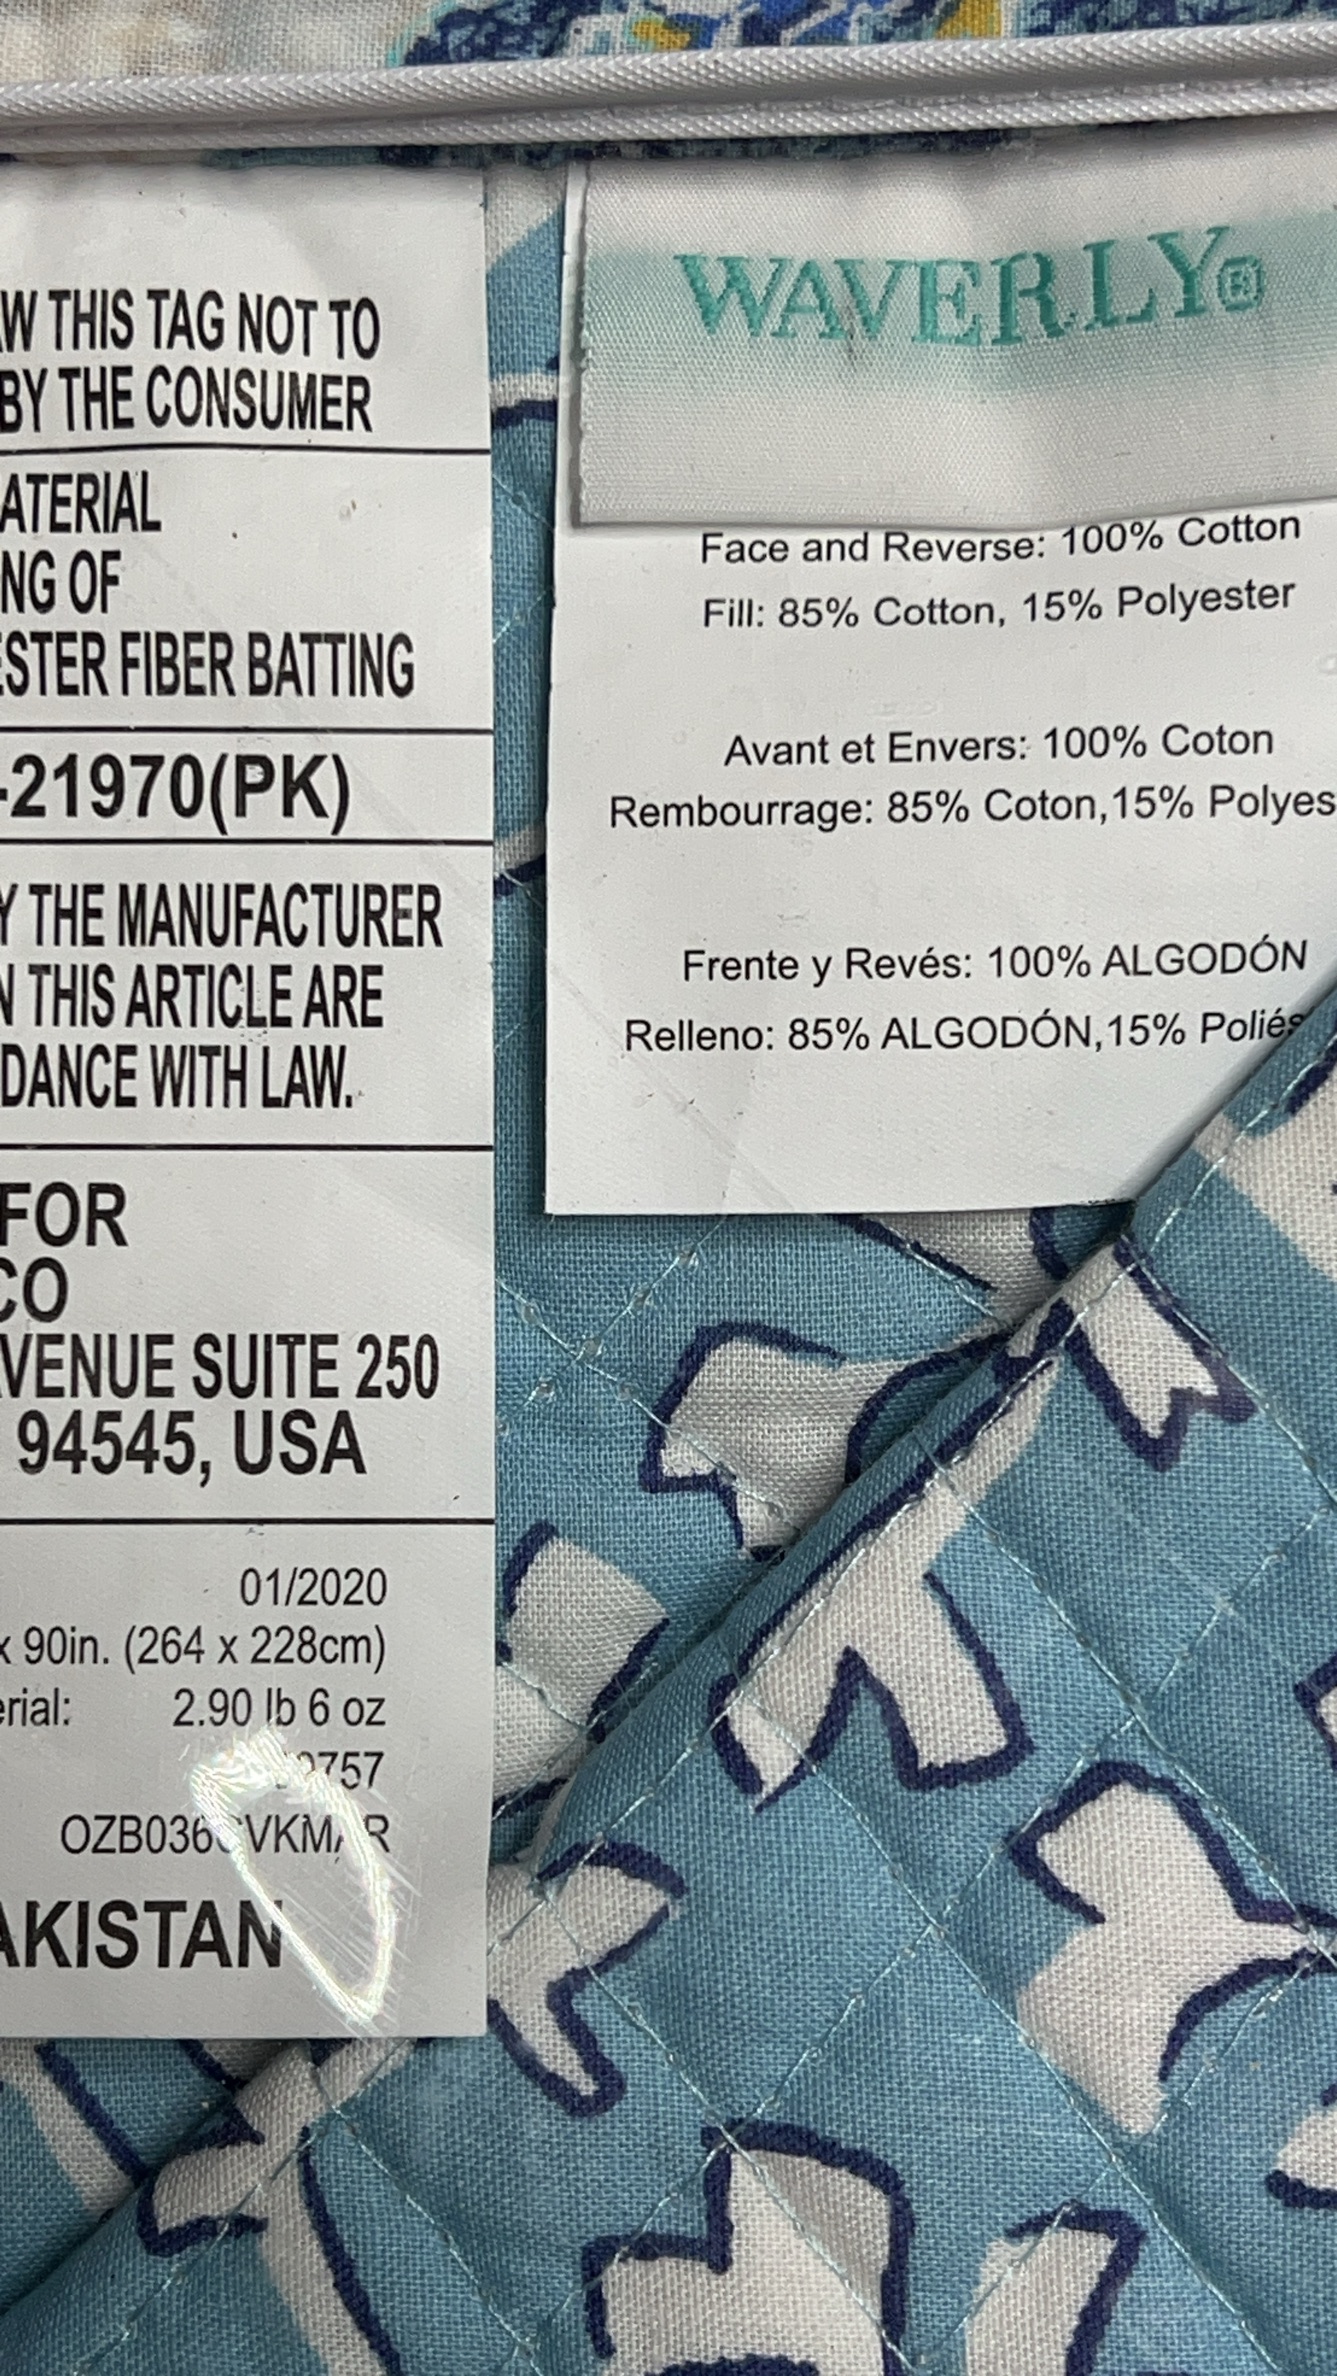 W THIS TAG NOT TO
BY THE CONSUMER
ATERIAL
NG OF
ESTER FIBER BATTING
-21970(PK)
Y THE MANUFACTURER
N THIS ARTICLE ARE
DANCE WITH LAW.
FOR
CO
VENUE SUITE 250
94545, USA
01/2020
x 90in. (264 x 228cm)
erial: 2.90 lb 6 oz
AKISTAN
WAVERLY®
Face and Reverse: 100% Cotton
Fill: 85% Cotton, 15% Polyester
Avant et Envers: 100% Coton
Rembourrage: 85% Coton,15% Polyes
Frente y Revés: 100% ALGODÓN
Relleno: 85% ALGODÓN,15% Poliés